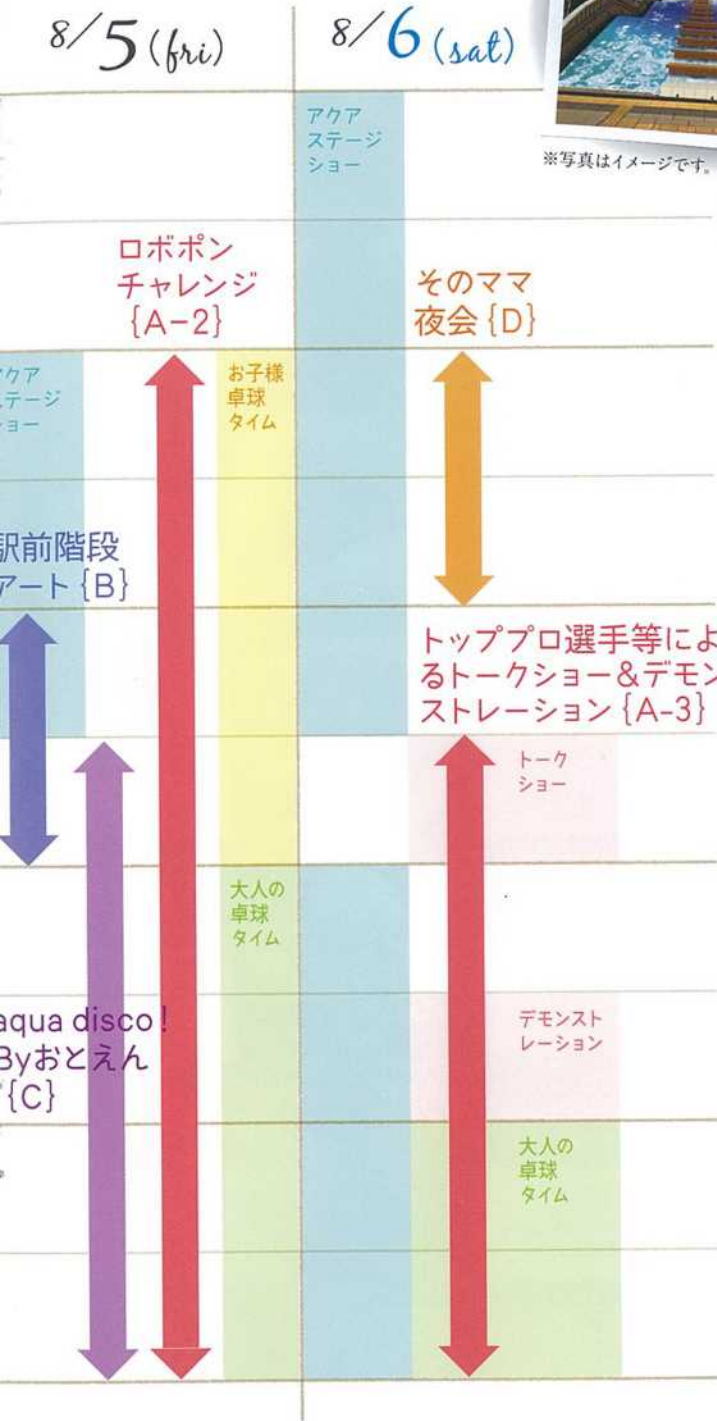 8/5 (fri)
8/6 (sat)
※写真はイメージです。
アクア
ステージ
ショー
ロボポン
チャレンジ
{A-2}
そのママ
夜会 {D}
クア
テージ
ョー
お子様
卓球
タイム
駅前階段
アート {B}
トッププロ選手等によ
るトークショー&デモン
ストレーション {A-3}
トーク
ショー
大人の
卓球
タイム
aqua disco!
Byおとえん
{C}
デモンスト
レーション
大人の
卓球
タイム